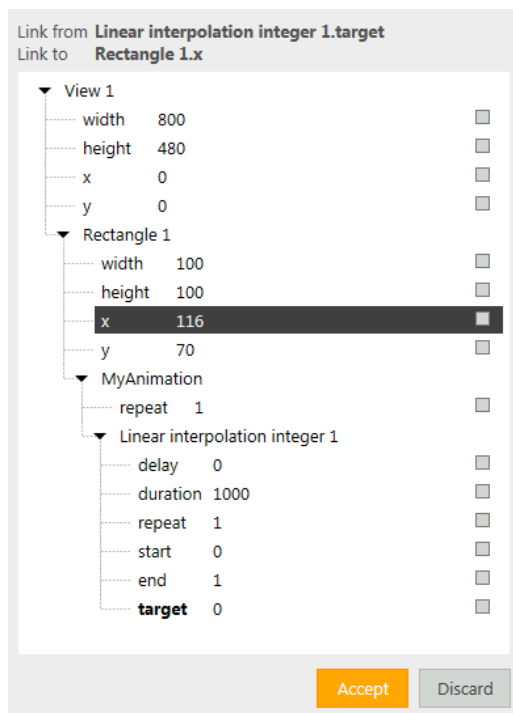 Link from Linear interpolation integer 1.target
Link to Rectangle 1.x
View 1
width 800
height 480
x 0
y 0
Rectangle 1
width 100
height 100
x 116
y 70
MyAnimation
repeat 1
Linear interpolation integer 1
delay 0
duration 1000
repeat 1
start 0
end 1
target 0
Accept Discard